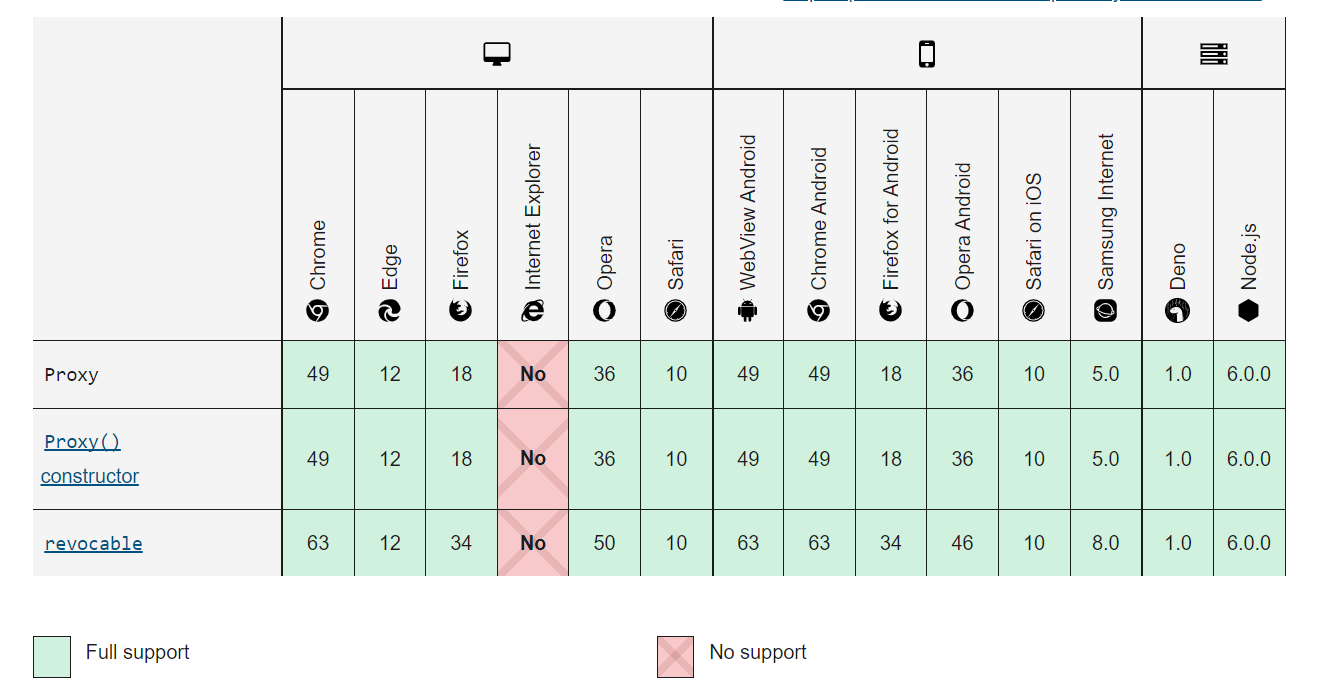 Chrome
Edge
Firefox
Internet Explorer
Opera
Safari
WebView Android
Chrome Android
Firefox for Android
Opera Android
Safari on iOS
Samsung Internet
Deno
Node.js
Proxy 49 12 18 No 36 10 49 49 18 36 10 5.0 1.0 6.0.0
Proxy()
constructor 49 12 18 No 36 10 49 49 18 36 10 5.0 1.0 6.0.0
revocable 63 12 34 No 50 10 63 63 34 46 10 8.0 1.0 6.0.0
Full support No support